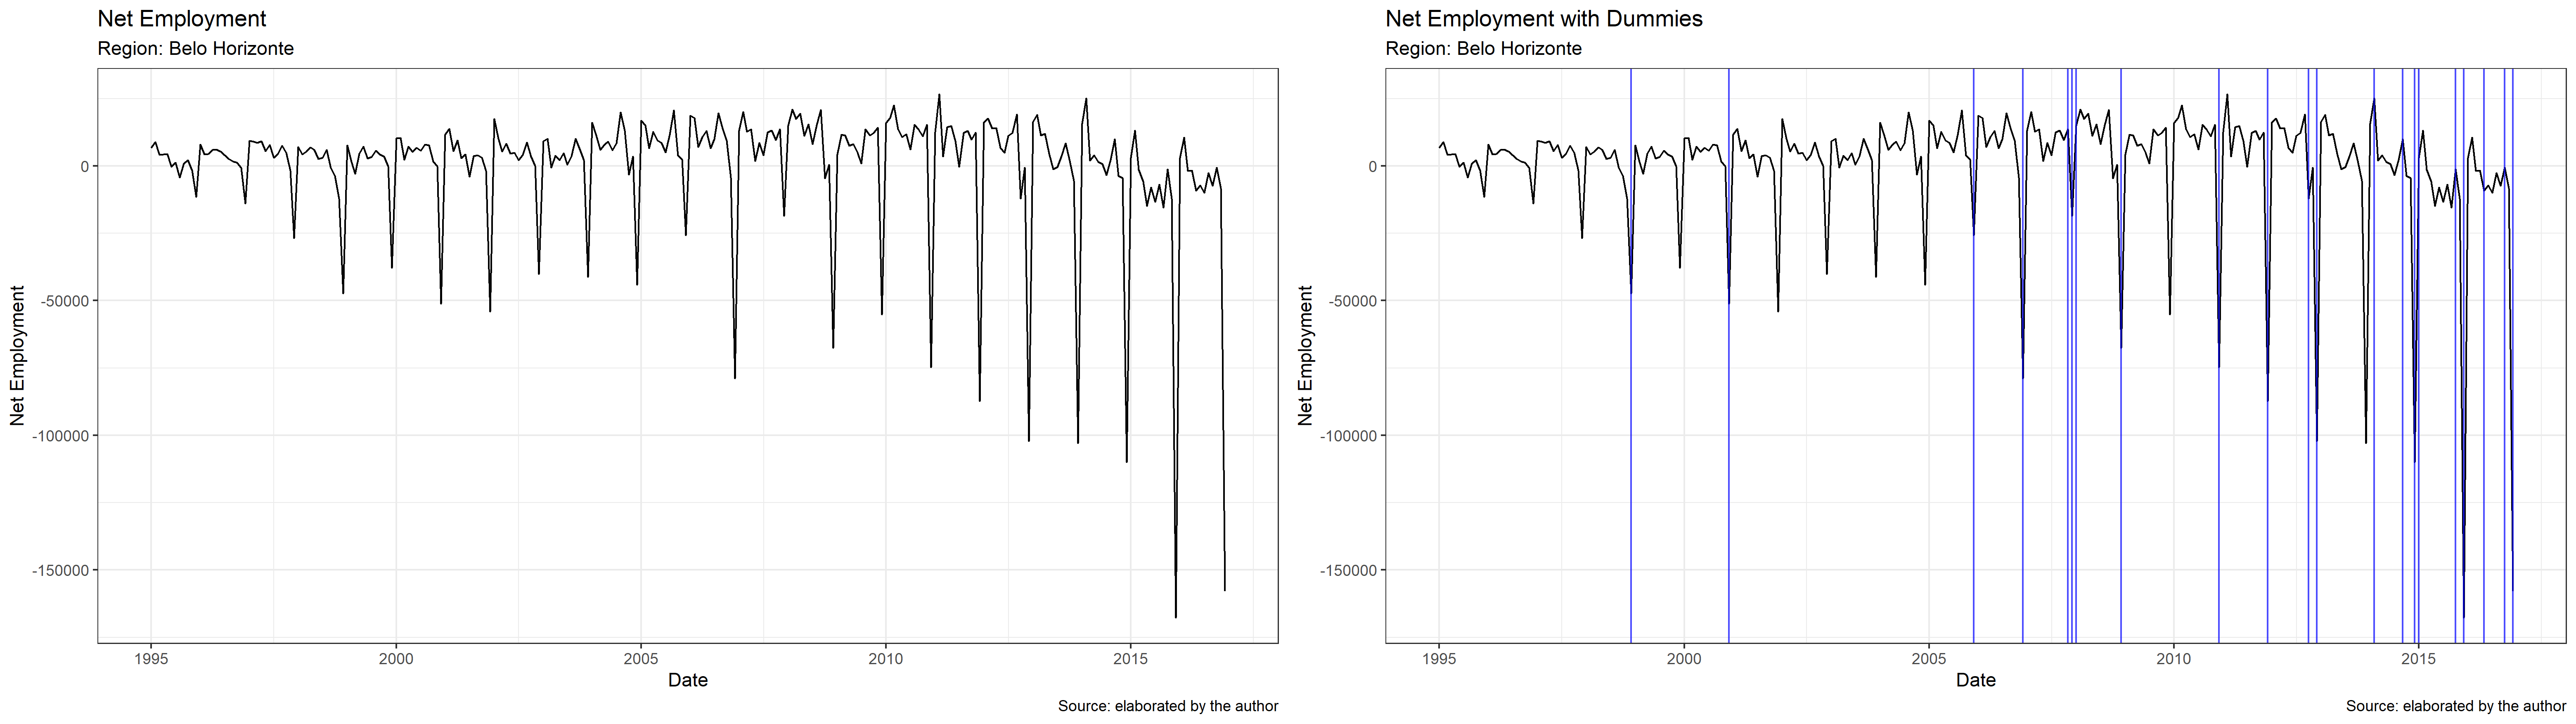 Net Employment
Region: Belo Horizonte
Net Employment
0
-50000
-100000
-150000
1995
2000
2005
2010
2015
Date
Source: elaborated by the author
Net Employment with Dummies
Region: Belo Horizonte
Net Employment
0
-50000
-100000
-150000
1995
2000
2005
2010
2015
Date
Source: elaborated by the author